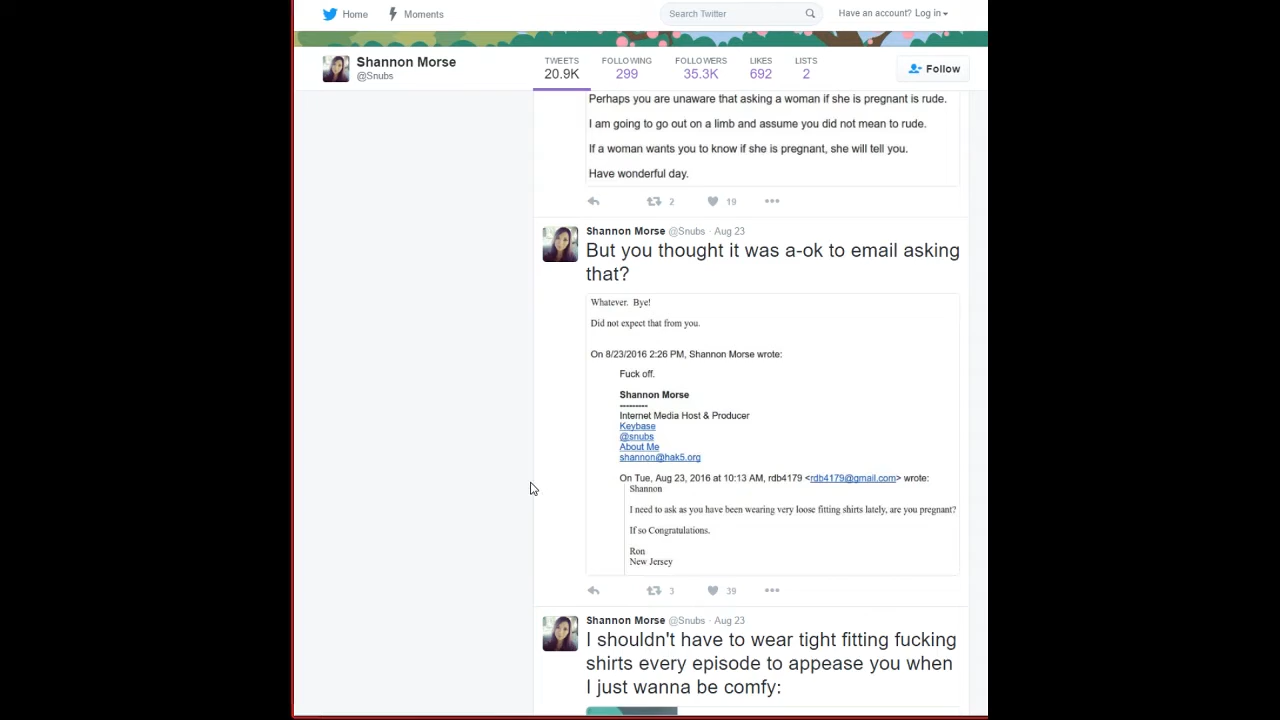 Home
Moments
Search Twitter
Have an account? Log in
Shannon Morse
@Snubs
TWEETS
20.9K
FOLLOWING
299
FOLLOWERS
35.3K
LIKES
692
LISTS
2
Follow
Perhaps you are unaware that asking a woman if she is pregnant is rude.
I am going to go out on a limb and assume you did not mean to rude.
If a woman wants you to know if she is pregnant, she will tell you.
Have wonderful day.
2
19
Shannon Morse @Snubs · Aug 23
But you thought it was a-ok to email asking
that?
Whatever. Bye!
Did not expect that from you.
On 8/23/2016 2:26 PM, Shannon Morse wrote:
Fuck off.
Shannon Morse
---------
Internet Media Host & Producer
Keybase
@snubs
About Me
shannon@hak5.org
On Tue, Aug 23, 2016 at 10:13 AM, rdb4179 <rdb4179@gmail.com> wrote:
Shannon
I need to ask as you have been wearing very loose fitting shirts lately, are you pregnant?
If so Congratulations.
Ron
New Jersey
3
39
Shannon Morse @Snubs · Aug 23
I shouldn't have to wear tight fitting fucking
shirts every episode to appease you when
I just wanna be comfy: